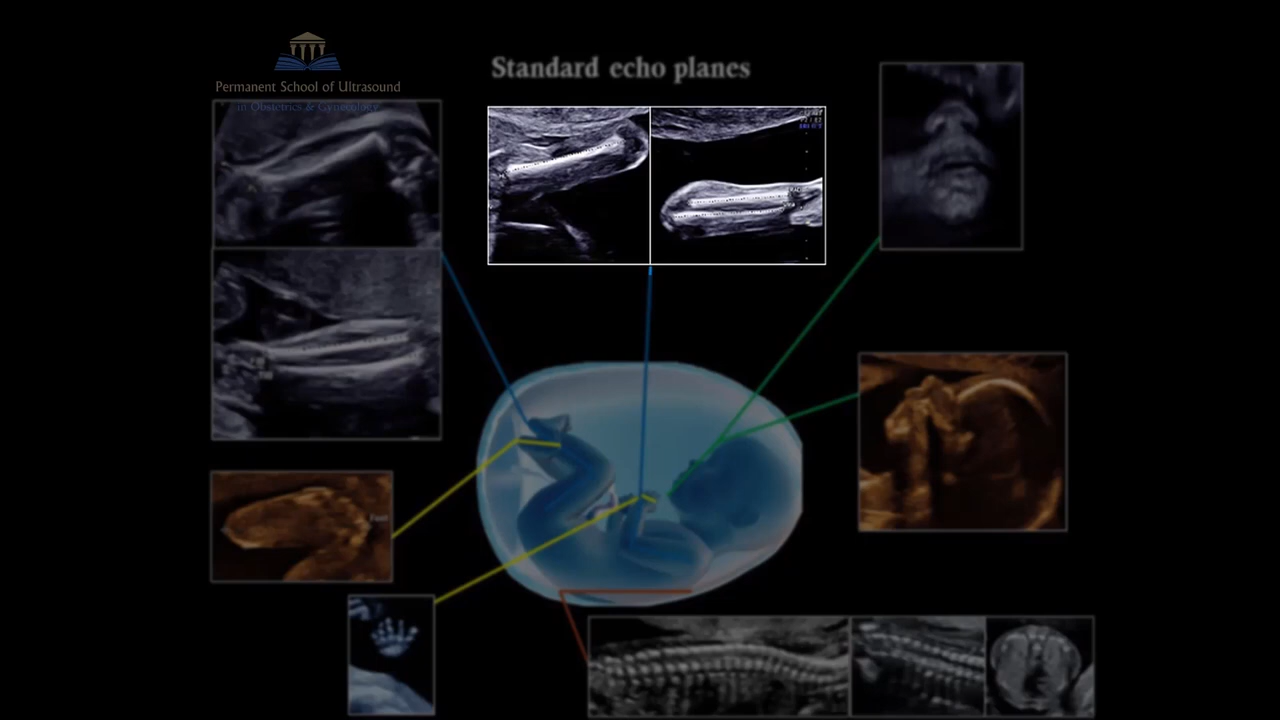 Permanent School of Ultrasound
in Obstetrics & Gynecology
Standard echo planes